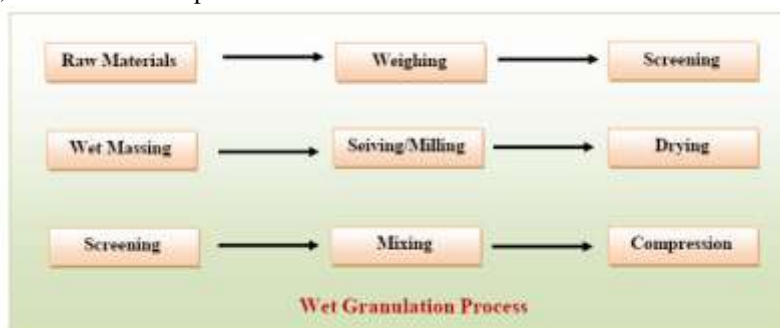 Raw Materials Weighing Screening
Wet Massing Seiving/Milling Drying
Screening Mixing Compression
Wet Granulation Process